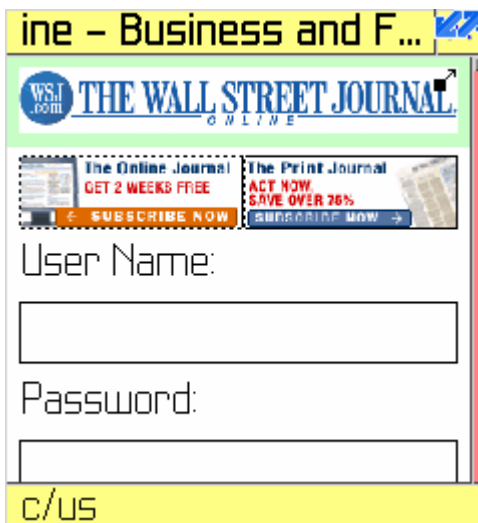 ine – Business and F...
WSJ
.com
THE WALL STREET JOURNAL.
ONLINE
The Online Journal
GET 2 WEEKS FREE
← SUBSCRIBE NOW
The Print Journal
ACT NOW,
SAVE OVER 75%
SUBSCRIBE NOW →
User Name:
Password:
c/us